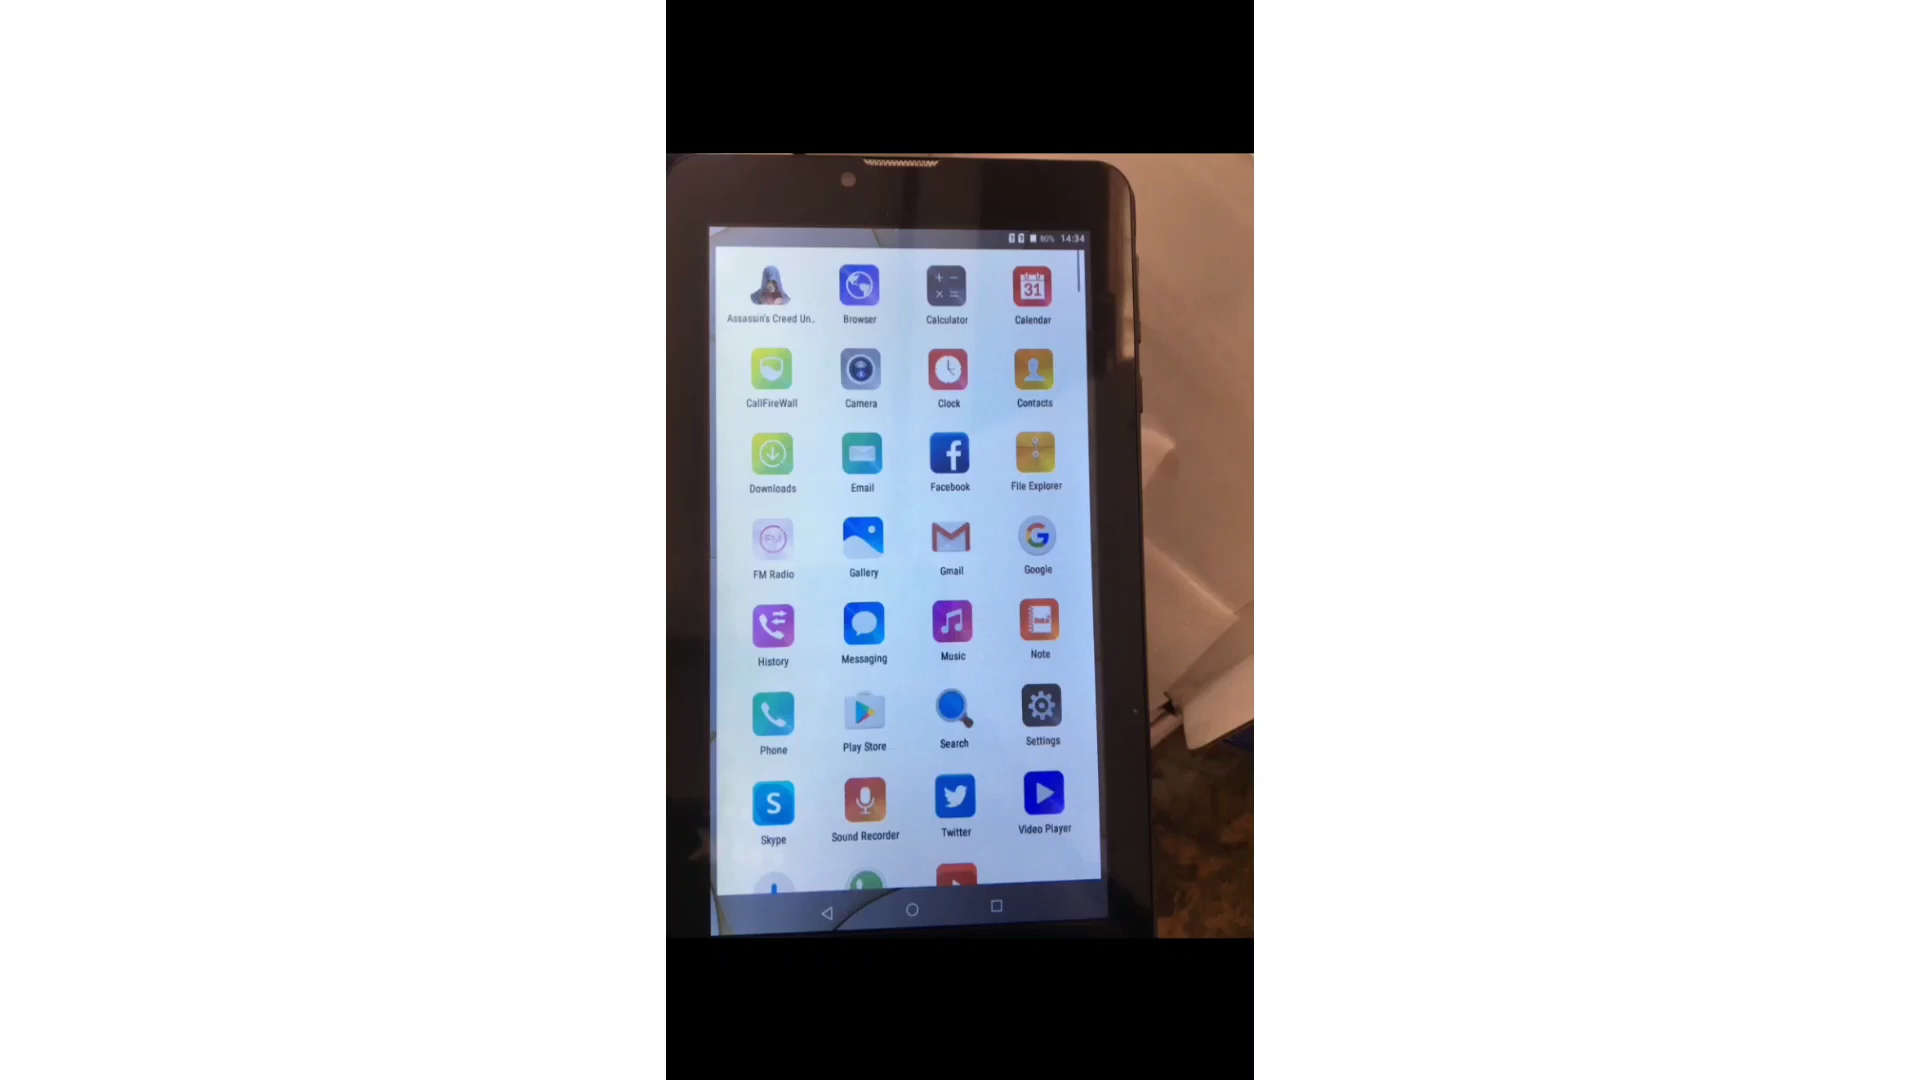 80% 14:34
Assassin's Creed Un..
Browser
Calculator
Calendar
31
CallFireWall
Camera
Clock
Contacts
Downloads
Email
Facebook
File Explorer
FM
FM Radio
Gallery
Gmail
Google
History
Messaging
Music
Note
Phone
Play Store
Search
Settings
Skype
Sound Recorder
Twitter
Video Player